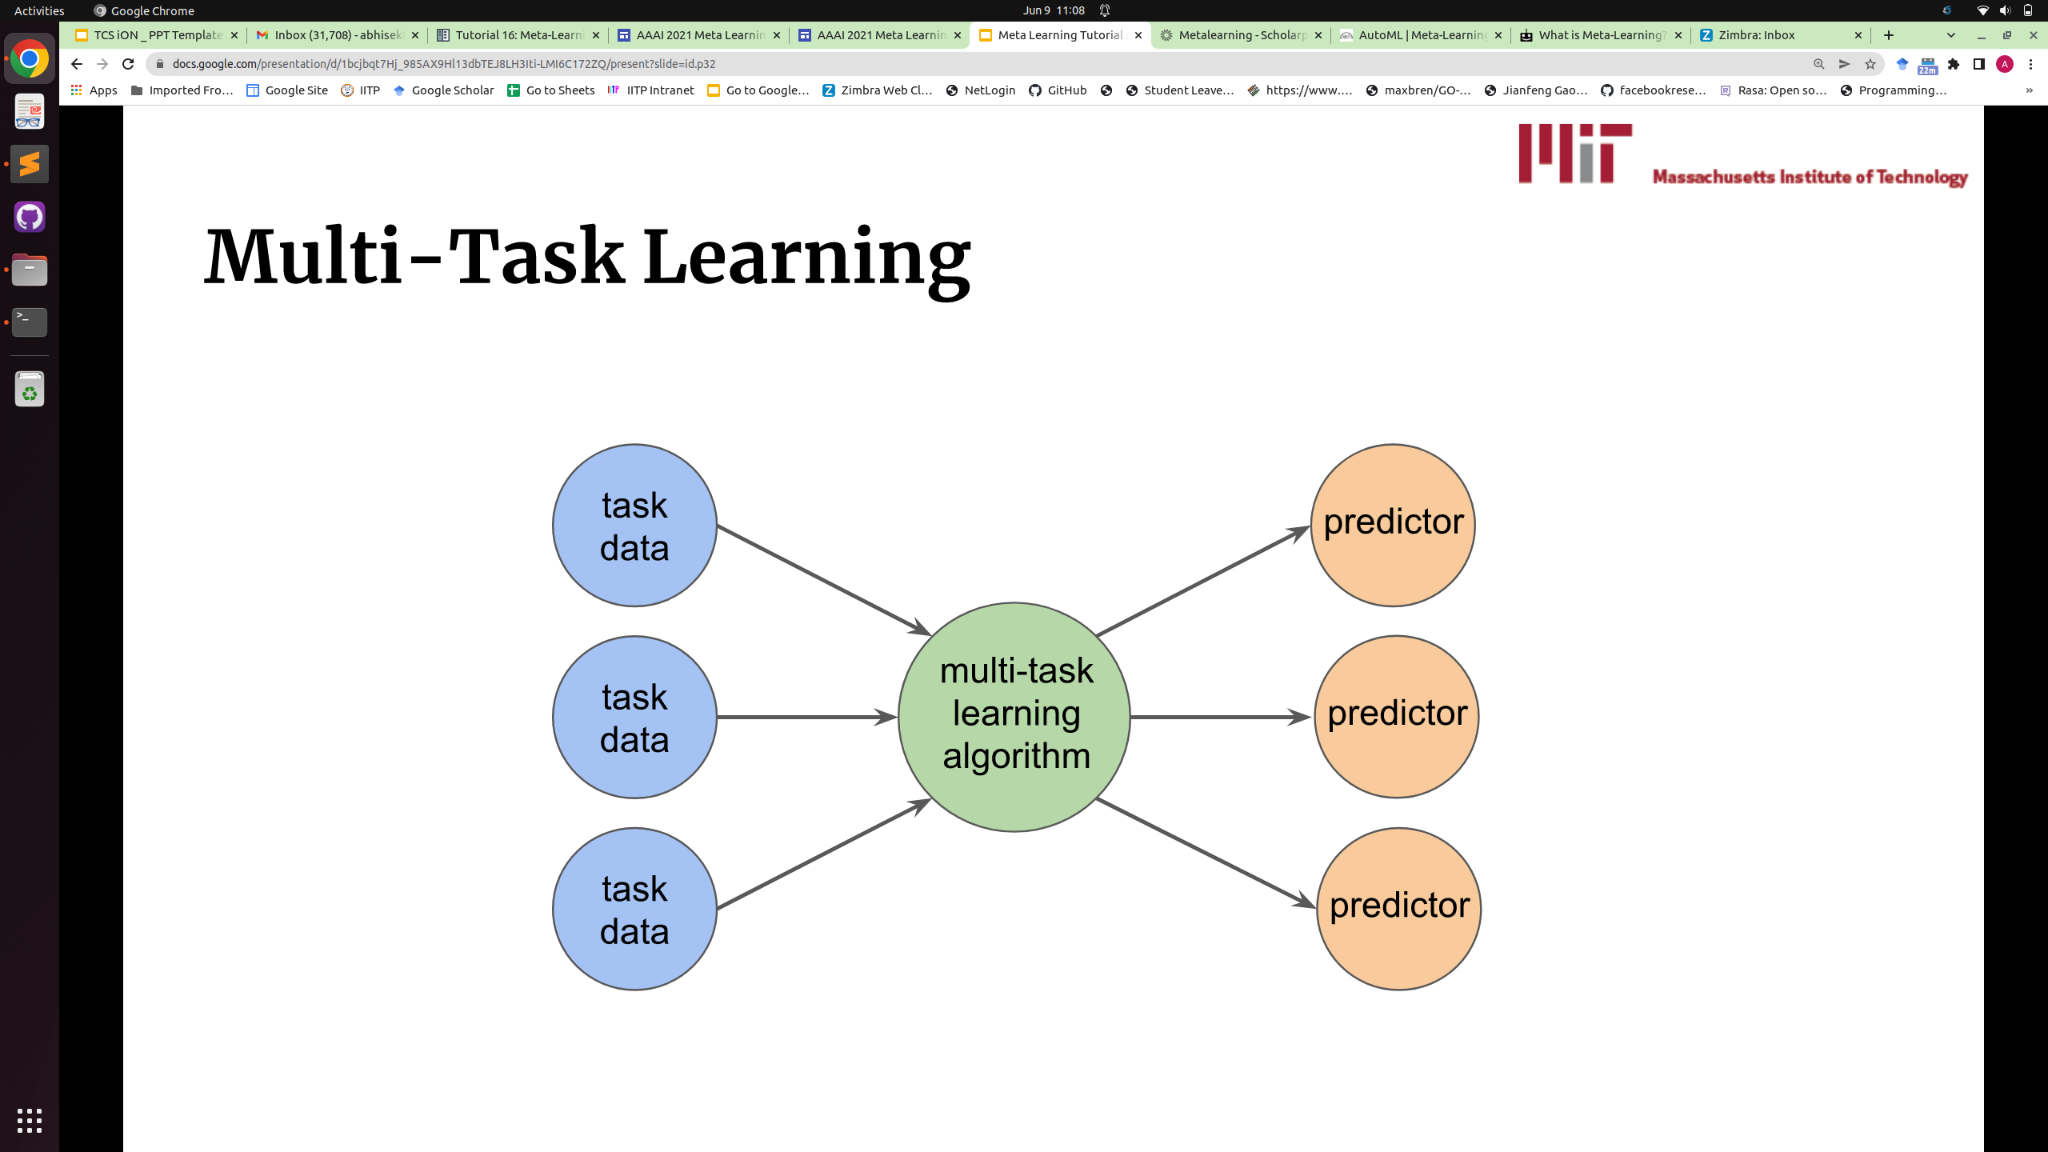 Activities
Google Chrome
Jun 9 11:08
TCS iON _ PPT Template
Inbox (31,708) - abhisek
Tutorial 16: Meta-Learni
AAAI 2021 Meta Learnin
AAAI 2021 Meta Learnin
Meta Learning Tutorial
Metalearning - Scholarp
AutoML | Meta-Learning
What is Meta-Learning?
Zimbra: Inbox
docs.google.com/presentation/d/1bcjbqt7Hj_985AX9Hl13dbTEJ8LH3Iti-LMI6C172ZQ/present?slide=id.p32
22m
A
Apps
Imported Fro...
Google Site
IITP
Google Scholar
Go to Sheets
IITP Intranet
Go to Google...
Zimbra Web Cl...
NetLogin
GitHub
Student Leave...
https://www....
maxbren/GO-...
Jianfeng Gao...
facebookrese...
Rasa: Open so...
Programming...
MIT
Massachusetts Institute of Technology
Multi-Task Learning
task
data
predictor
multi-task
learning
algorithm
task
data
predictor
task
data
predictor